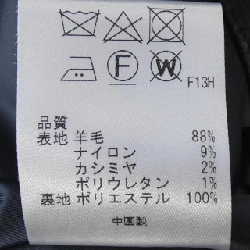 F
W
F13H
品質
表地 羊毛 88%
ナイロン 9%
カシミヤ 2%
ポリウレタン 1%
裏地 ポリエステル 100%
中国製